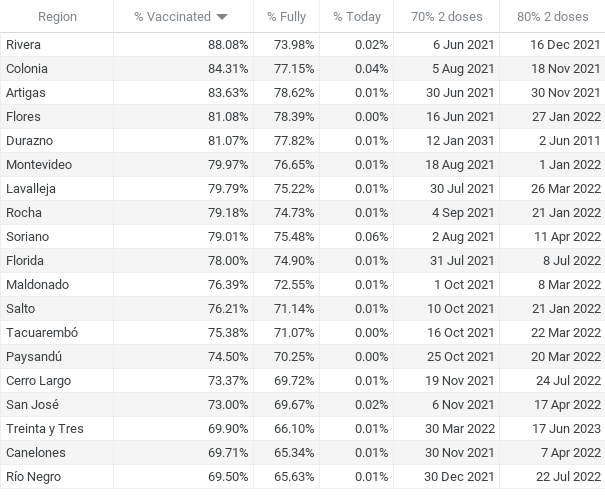 Region % Vaccinated % Fully % Today 70% 2 doses 80% 2 doses
Rivera 88.08% 73.98% 0.02% 6 Jun 2021 16 Dec 2021
Colonia 84.31% 77.15% 0.04% 5 Aug 2021 18 Nov 2021
Artigas 83.63% 78.62% 0.01% 30 Jun 2021 30 Nov 2021
Flores 81.08% 78.39% 0.00% 16 Jun 2021 27 Jan 2022
Durazno 81.07% 77.82% 0.01% 12 Jan 2031 2 Jun 2011
Montevideo 79.97% 76.65% 0.01% 18 Aug 2021 1 Jan 2022
Lavalleja 79.79% 75.22% 0.01% 30 Jul 2021 26 Mar 2022
Rocha 79.18% 74.73% 0.01% 4 Sep 2021 21 Jan 2022
Soriano 79.01% 75.48% 0.06% 2 Aug 2021 11 Apr 2022
Florida 78.00% 74.90% 0.01% 31 Jul 2021 8 Jul 2022
Maldonado 76.39% 72.55% 0.01% 1 Oct 2021 8 Mar 2022
Salto 76.21% 71.14% 0.01% 10 Oct 2021 21 Jan 2022
Tacuarembó 75.38% 71.07% 0.00% 16 Oct 2021 22 Mar 2022
Paysandú 74.50% 70.25% 0.00% 25 Oct 2021 20 Mar 2022
Cerro Largo 73.37% 69.72% 0.01% 19 Nov 2021 24 Jul 2022
San José 73.00% 69.67% 0.02% 6 Nov 2021 17 Apr 2022
Treinta y Tres 69.90% 66.10% 0.01% 30 Mar 2022 17 Jun 2023
Canelones 69.71% 65.34% 0.01% 30 Nov 2021 7 Apr 2022
Río Negro 69.50% 65.63% 0.01% 30 Dec 2021 22 Jul 2022